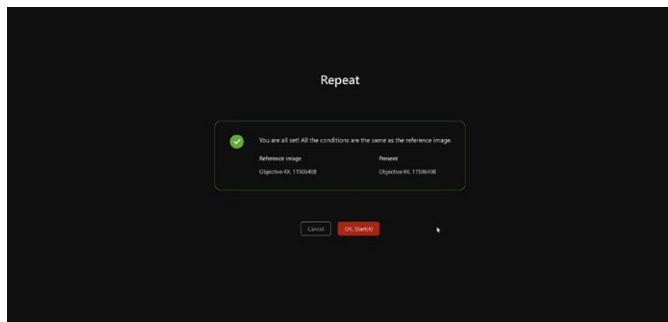 Repeat
You are all set! All the conditions are the same as the reference image.
Reference Image Present
Objective:4X, 11506408 Objective:4X, 11506408
Cancel OK, Start(4)